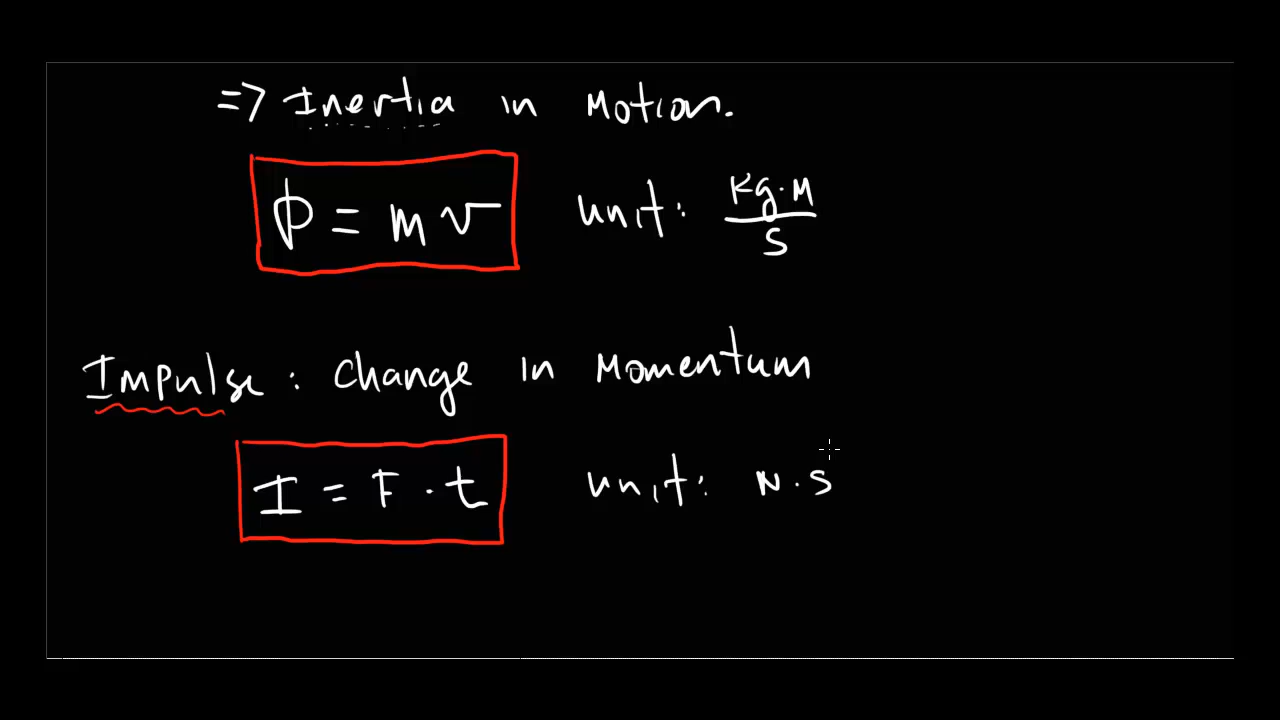 => Inertia in Motion.
p = mv unit: kg·m/s
Impulse: Change in Momentum
I = F · t unit: N·S